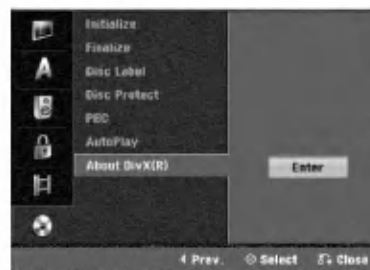 Initialize
Finalize
Disc Label
Disc Protect
PBC
AutoPlay
About DivX(R)
Enter
Prev. Select Close